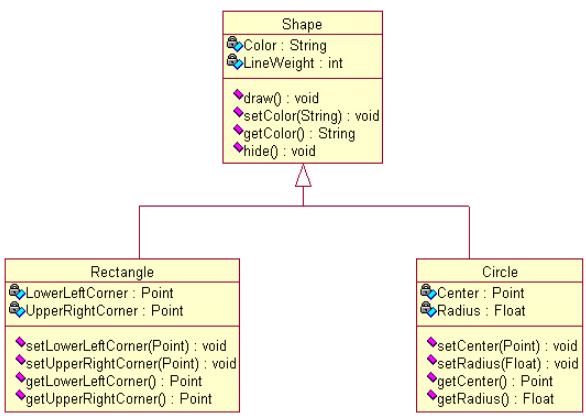 Shape
Color : String
LineWeight : int
draw() : void
setColor(String) : void
getColor() : String
hide() : void
Rectangle
LowerLeftCorner : Point
UpperRightCorner : Point
setLowerLeftCorner(Point) : void
setUpperRightCorner(Point) : void
getLowerLeftCorner() : Point
getUpperRightCorner() : Point
Circle
Center : Point
Radius : Float
setCenter(Point) : void
setRadius(Float) : void
getCenter() : Point
getRadius() : Float